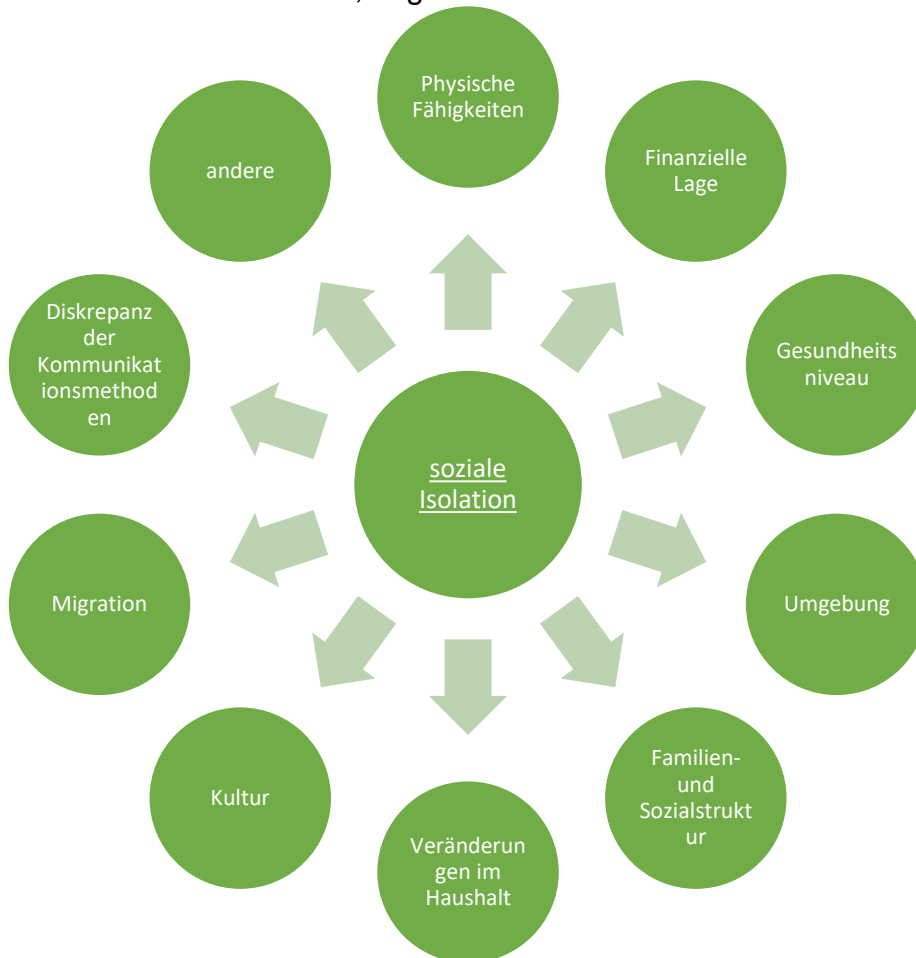 Physische
Fähigkeiten
Finanzielle
Lage
Gesundheits
niveau
Umgebung
Familien-
und
Sozialstrukt
ur
Veränderun
gen im
Haushalt
Kultur
Migration
Diskrepanz
der
Kommunikat
ionsmethod
en
andere
soziale
Isolation